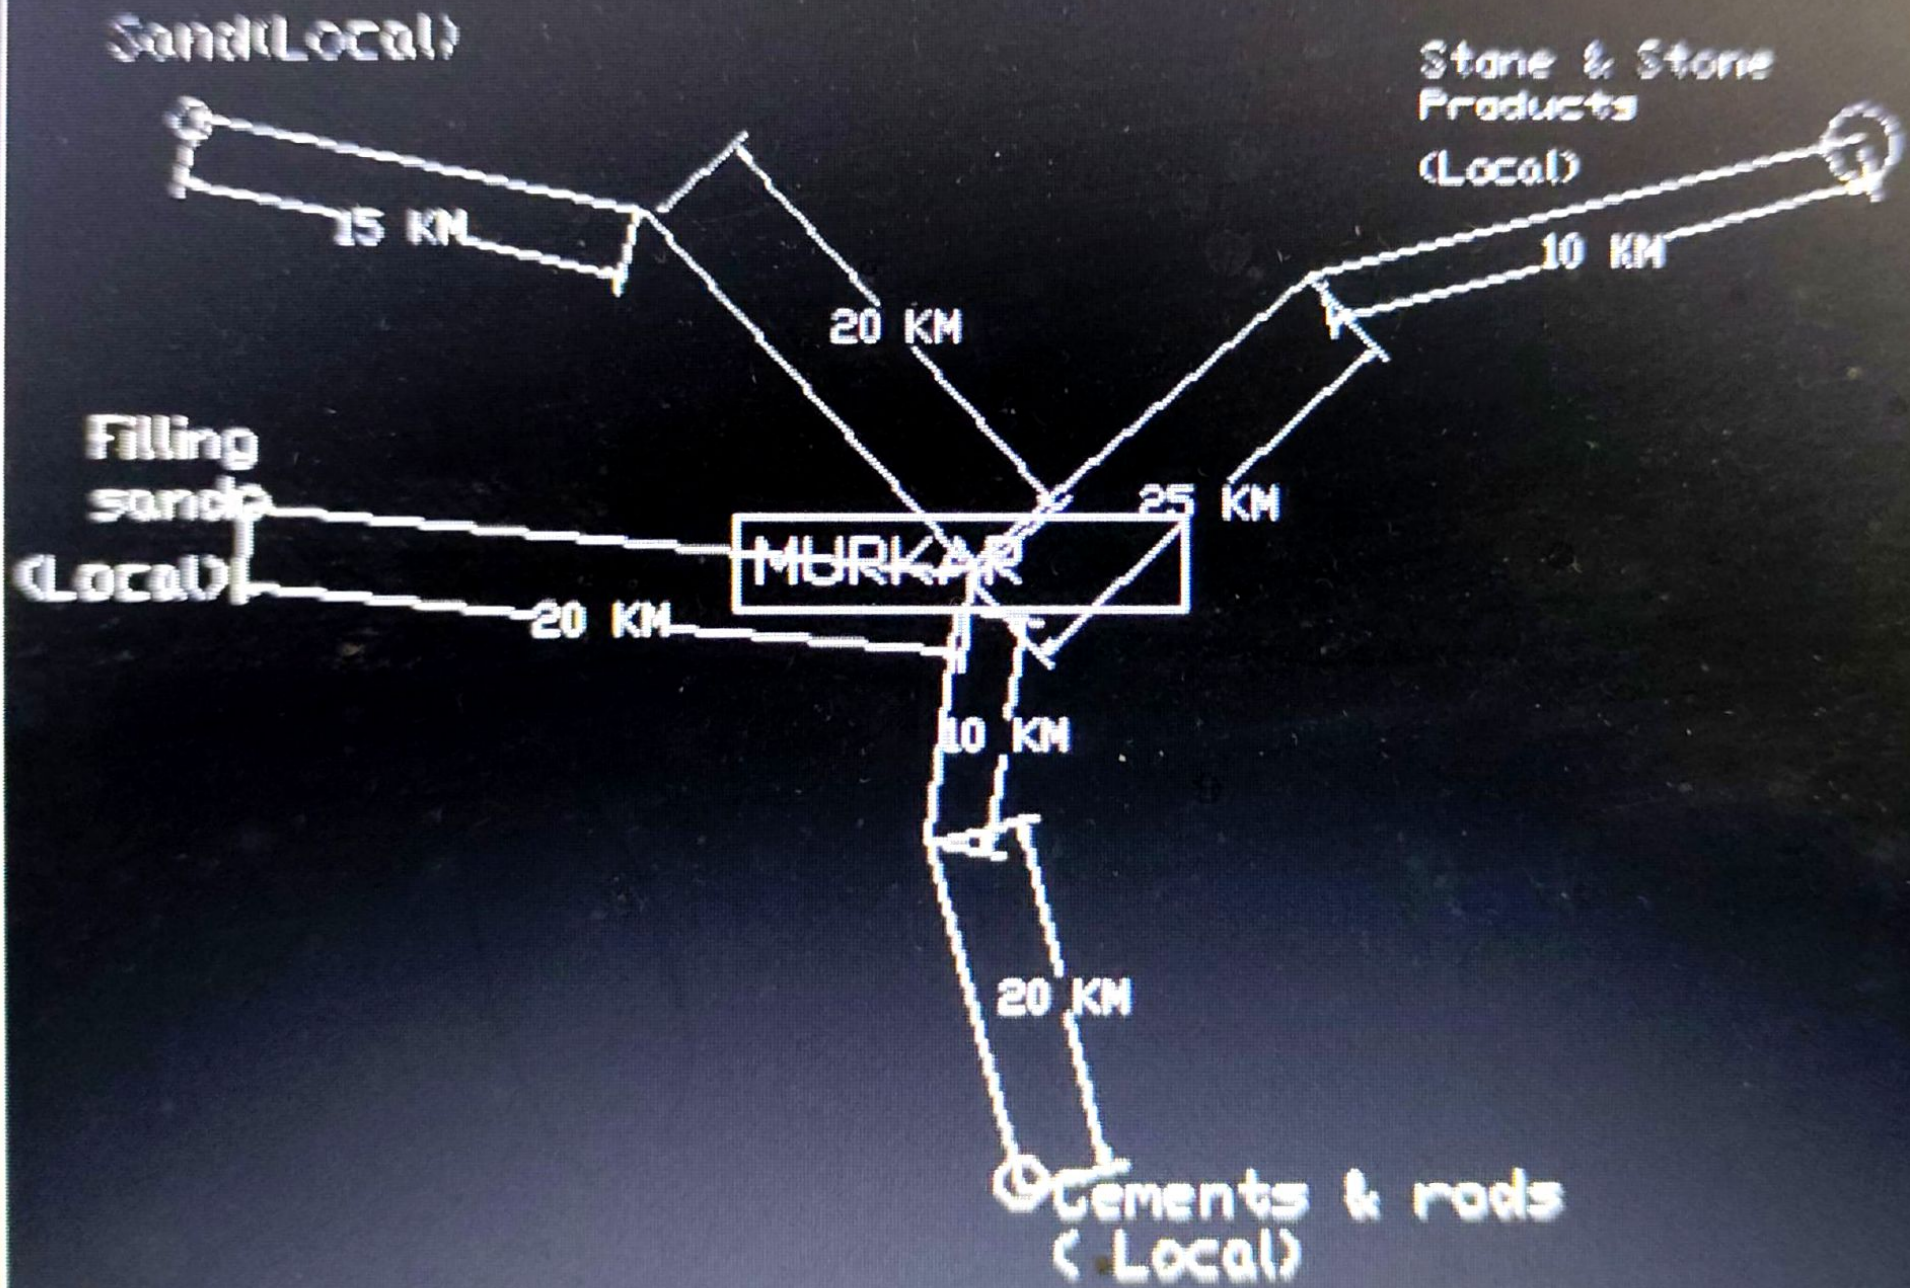 Sand(Local)
Stone & Stone
Products
(Local)
15 KM
10 KM
20 KM
Filling
sand
(Local)
25 KM
MURKAR
20 KM
10 KM
20 KM
Cements & rods
( Local)